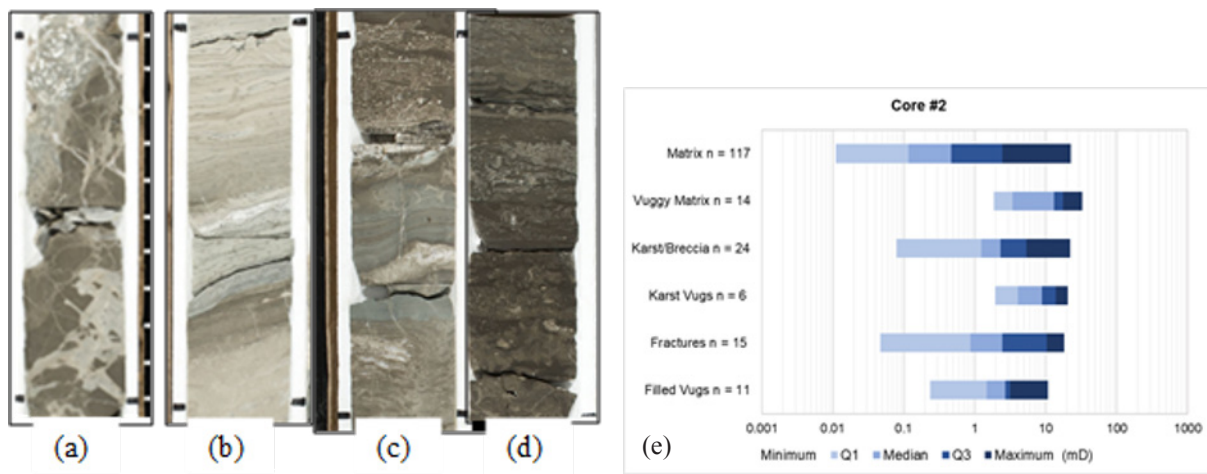 Core #2
Matrix n = 117
Vuggy Matrix n = 14
Karst/Breccia n = 24
Karst Vugs n = 6
Fractures n = 15
Filled Vugs n = 11
0.001 0.01 0.1 1 10 100 1000
Minimum Q1 Median Q3 Maximum (mD)
(a) (b) (c) (d) (e)